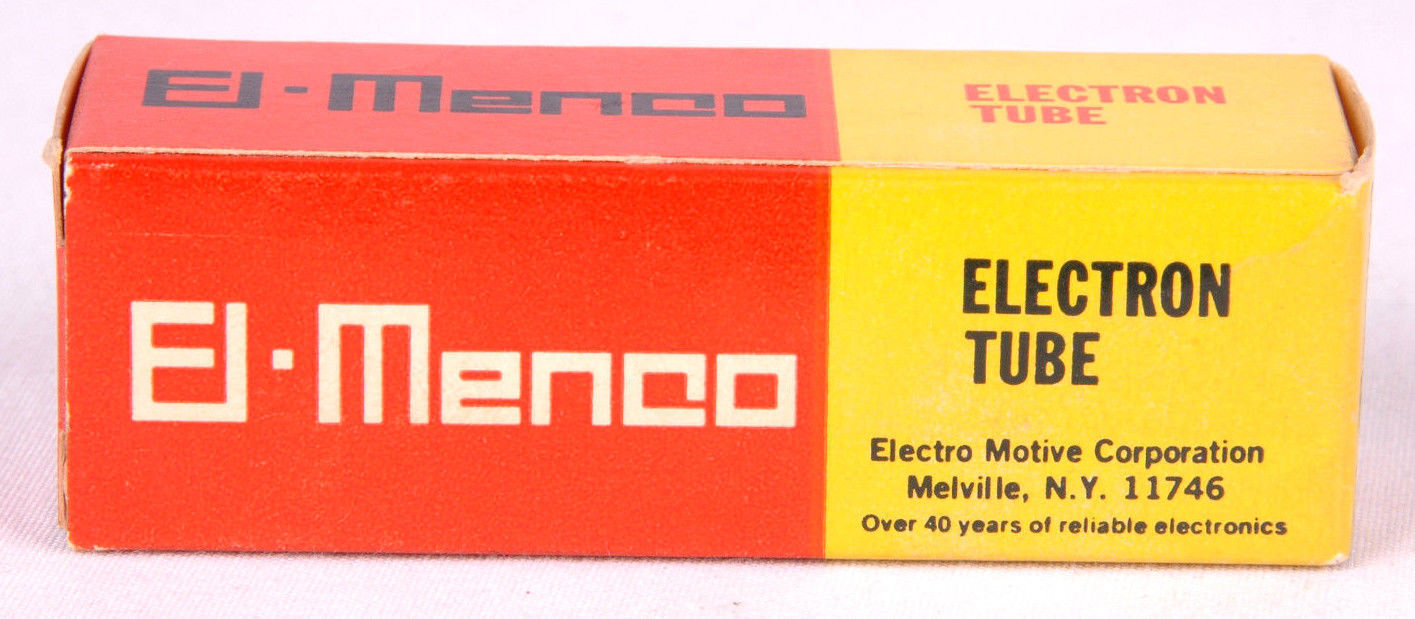 El-Menco
ELECTRON
TUBE
El-Menco
ELECTRON
TUBE
Electro Motive Corporation
Melville, N.Y. 11746
Over 40 years of reliable electronics